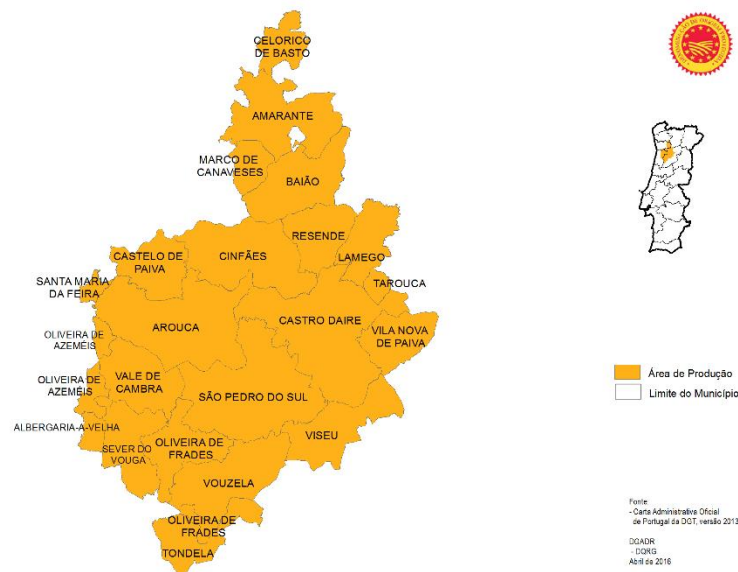 CELORICO
DE BASTO
AMARANTE
MARCO DE
CANAVESES
BAIÃO
RESENDE
LAMEGO
CINFÃES
CASTELO DE
PAIVA
SANTA MARIA
DA FEIRA
TAROUCA
AROUCA
CASTRO DAIRE
VILA NOVA
DE PAIVA
OLIVEIRA DE
AZEMÉIS
VALE DE
CAMBRA
OLIVEIRA DE
AZEMÉIS
SÃO PEDRO DO SUL
ALBERGARIA-A-VELHA
SEVER DO
VOUGA
OLIVEIRA DE
FRADES
VISEU
VOUZELA
OLIVEIRA DE
FRADES
TONDELA
Área de Produção
Limite do Município
Fonte:
- Carta Administrativa Oficial
de Portugal da DGT, versão 2013
DGADR
- DQRG
Abril de 2016